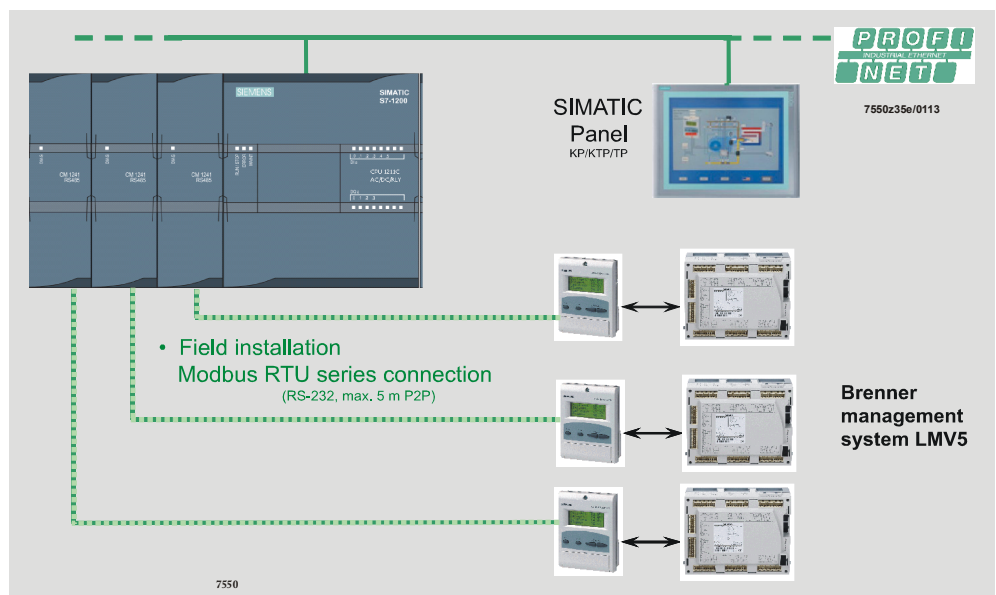 PROFI
INDUSTRIAL ETHERNET
NET
7550z35e/0113
SIEMENS
SIMATIC
S7-1200
SIMATIC
Panel
KP/KTP/TP
CM 1241
RS485
CM 1241
RS485
CM 1241
RS485
CPU 1211C
AC/DC/RLY
• Field installation
Modbus RTU series connection
(RS-232, max. 5 m P2P)
Brenner
management
system LMV5
7550